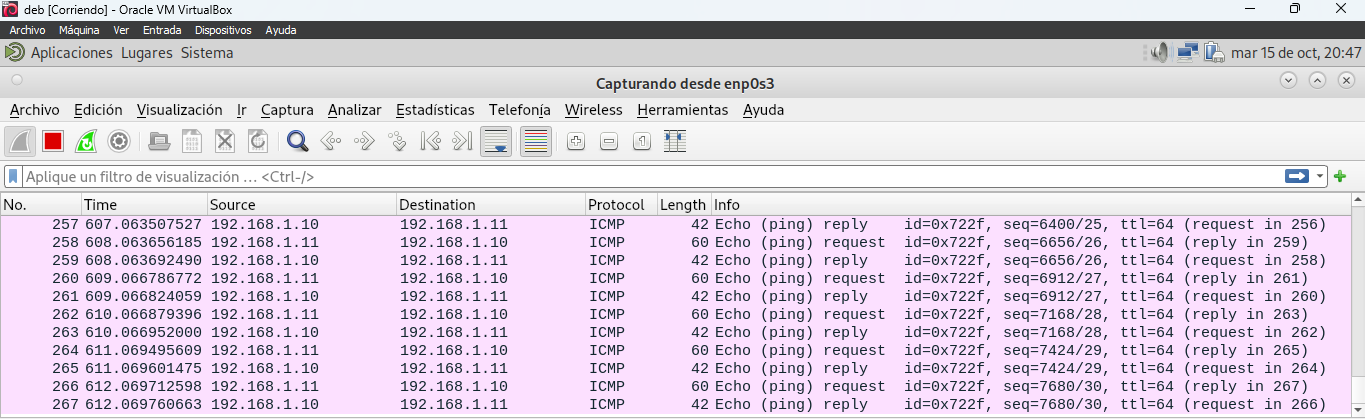 deb [Corriendo] - Oracle VM VirtualBox
Archivo Máquina Ver Entrada Dispositivos Ayuda
Aplicaciones Lugares Sistema mar 15 de oct, 20:47
Capturando desde enp0s3
Archivo Edición Visualización Ir Captura Analizar Estadísticas Telefonía Wireless Herramientas Ayuda
Aplique un filtro de visualización ... <Ctrl-/>
No. Time Source Destination Protocol Length Info
257 607.063507527 192.168.1.10 192.168.1.11 ICMP 42 Echo (ping) reply id=0x722f, seq=6400/25, ttl=64 (request in 256)
258 608.063656185 192.168.1.11 192.168.1.10 ICMP 60 Echo (ping) request id=0x722f, seq=6656/26, ttl=64 (reply in 259)
259 608.063692490 192.168.1.10 192.168.1.11 ICMP 42 Echo (ping) reply id=0x722f, seq=6656/26, ttl=64 (request in 258)
260 609.066786772 192.168.1.11 192.168.1.10 ICMP 60 Echo (ping) request id=0x722f, seq=6912/27, ttl=64 (reply in 261)
261 609.066824059 192.168.1.10 192.168.1.11 ICMP 42 Echo (ping) reply id=0x722f, seq=6912/27, ttl=64 (request in 260)
262 610.066879396 192.168.1.11 192.168.1.10 ICMP 60 Echo (ping) request id=0x722f, seq=7168/28, ttl=64 (reply in 263)
263 610.066952000 192.168.1.10 192.168.1.11 ICMP 42 Echo (ping) reply id=0x722f, seq=7168/28, ttl=64 (request in 262)
264 611.069495609 192.168.1.11 192.168.1.10 ICMP 60 Echo (ping) request id=0x722f, seq=7424/29, ttl=64 (reply in 265)
265 611.069601475 192.168.1.10 192.168.1.11 ICMP 42 Echo (ping) reply id=0x722f, seq=7424/29, ttl=64 (request in 264)
266 612.069712598 192.168.1.11 192.168.1.10 ICMP 60 Echo (ping) request id=0x722f, seq=7680/30, ttl=64 (reply in 267)
267 612.069760663 192.168.1.10 192.168.1.11 ICMP 42 Echo (ping) reply id=0x722f, seq=7680/30, ttl=64 (request in 266)